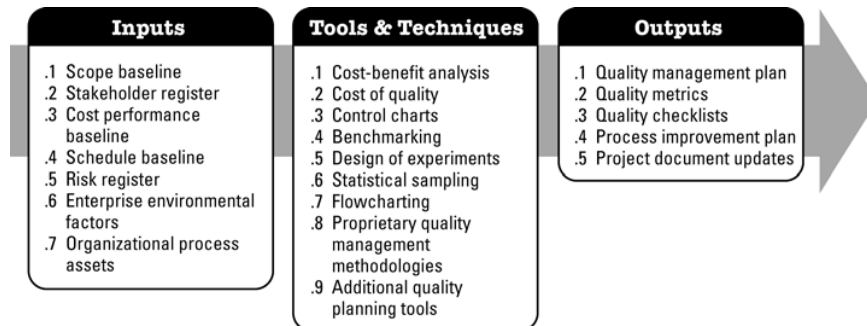 Inputs
.1 Scope baseline
.2 Stakeholder register
.3 Cost performance
baseline
.4 Schedule baseline
.5 Risk register
.6 Enterprise environmental
factors
.7 Organizational process
assets
Tools & Techniques
.1 Cost-benefit analysis
.2 Cost of quality
.3 Control charts
.4 Benchmarking
.5 Design of experiments
.6 Statistical sampling
.7 Flowcharting
.8 Proprietary quality
management
methodologies
.9 Additional quality
planning tools
Outputs
.1 Quality management plan
.2 Quality metrics
.3 Quality checklists
.4 Process improvement plan
.5 Project document updates